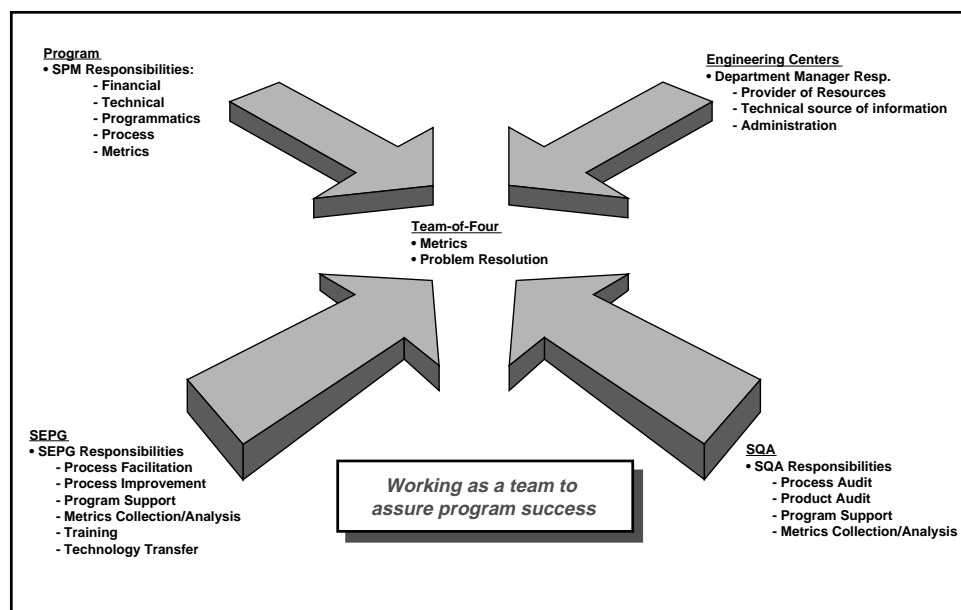 Program
• SPM Responsibilities:
- Financial
- Technical
- Programmatics
- Process
- Metrics
Engineering Centers
• Department Manager Resp.
- Provider of Resources
- Technical source of information
- Administration
Team-of-Four
• Metrics
• Problem Resolution
SEPG
• SEPG Responsibilities
- Process Facilitation
- Process Improvement
- Program Support
- Metrics Collection/Analysis
- Training
- Technology Transfer
Working as a team to
assure program success
SQA
• SQA Responsibilities
- Process Audit
- Product Audit
- Program Support
- Metrics Collection/Analysis